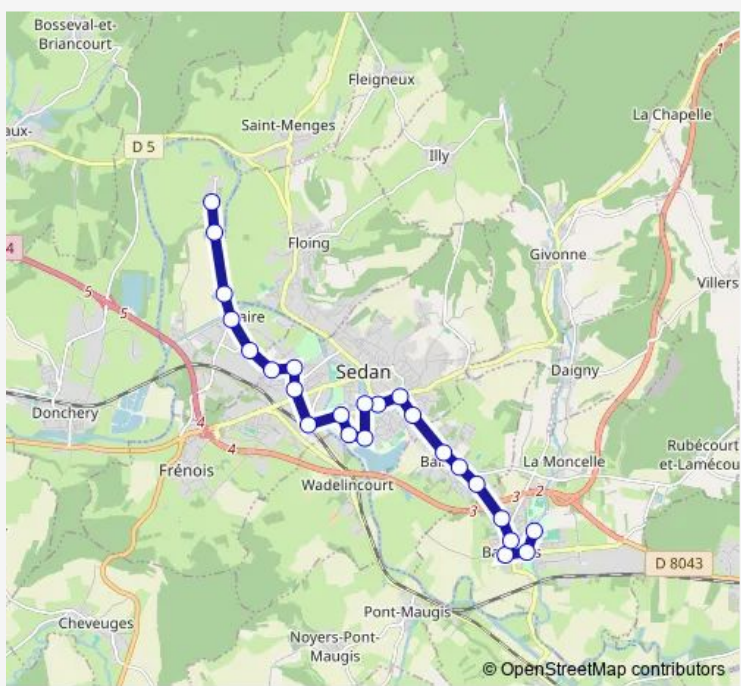 Bosseval-et-
Briancourt
Fleigneux
La Chapelle
aux-
Saint-Menges
D 5
Illy
1
4
Floing
Givonne
5
Villers
5
aire
Sedan
Daigny
Donchery
4
4
Bal
La Moncelle
Rubécourt
et-Lamécou
Frénois
Wadelincourt
3
3
2
Ba
s
D 8043
Pont-Maugis
Cheveuges
Noyers-Pont-
Maugis
© OpenStreetMap contributors